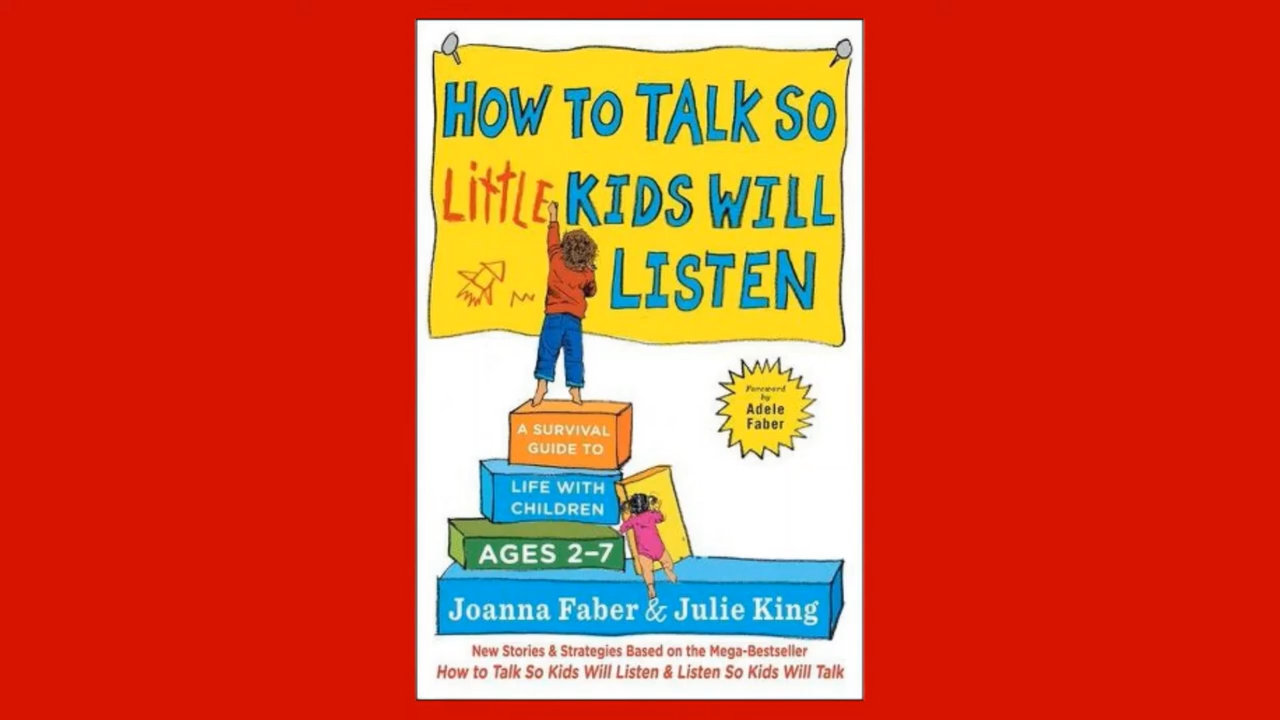 HOW TO TALK SO
LiTTLE KIDS WILL
LISTEN
Foreword
by
Adele
Faber
A SURVIVAL
GUIDE TO
LIFE WITH
CHILDREN
AGES 2–7
Joanna Faber & Julie King
New Stories & Strategies Based on the Mega-Bestseller
How to Talk So Kids Will Listen & Listen So Kids Will Talk